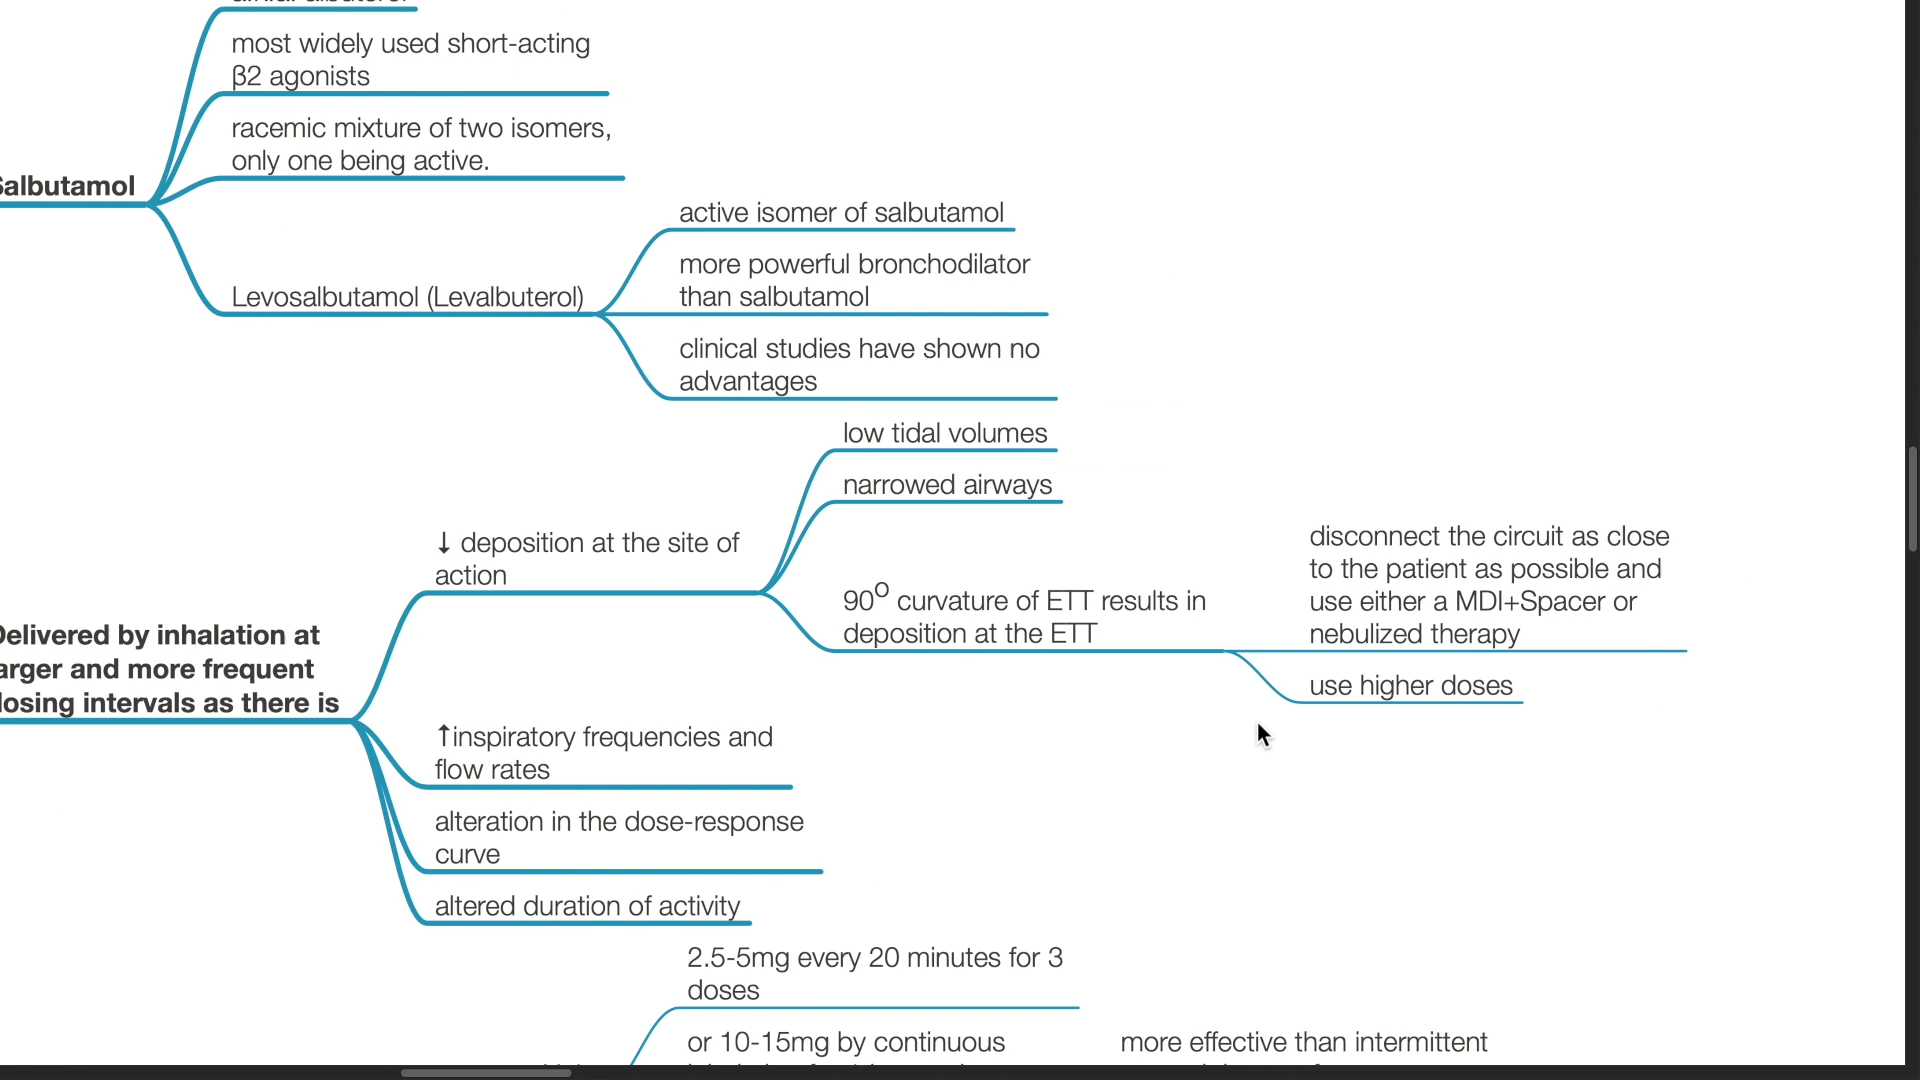 most widely used short-acting
β2 agonists
racemic mixture of two isomers,
only one being active.
Salbutamol
Levosalbutamol (Levalbuterol)
active isomer of salbutamol
more powerful bronchodilator
than salbutamol
clinical studies have shown no
advantages
Delivered by inhalation at
larger and more frequent
dosing intervals as there is
↓ deposition at the site of
action
low tidal volumes
narrowed airways
90° curvature of ETT results in
deposition at the ETT
disconnect the circuit as close
to the patient as possible and
use either a MDI+Spacer or
nebulized therapy
use higher doses
↑inspiratory frequencies and
flow rates
alteration in the dose-response
curve
altered duration of activity
2.5-5mg every 20 minutes for 3
doses
or 10-15mg by continuous
more effective than intermittent